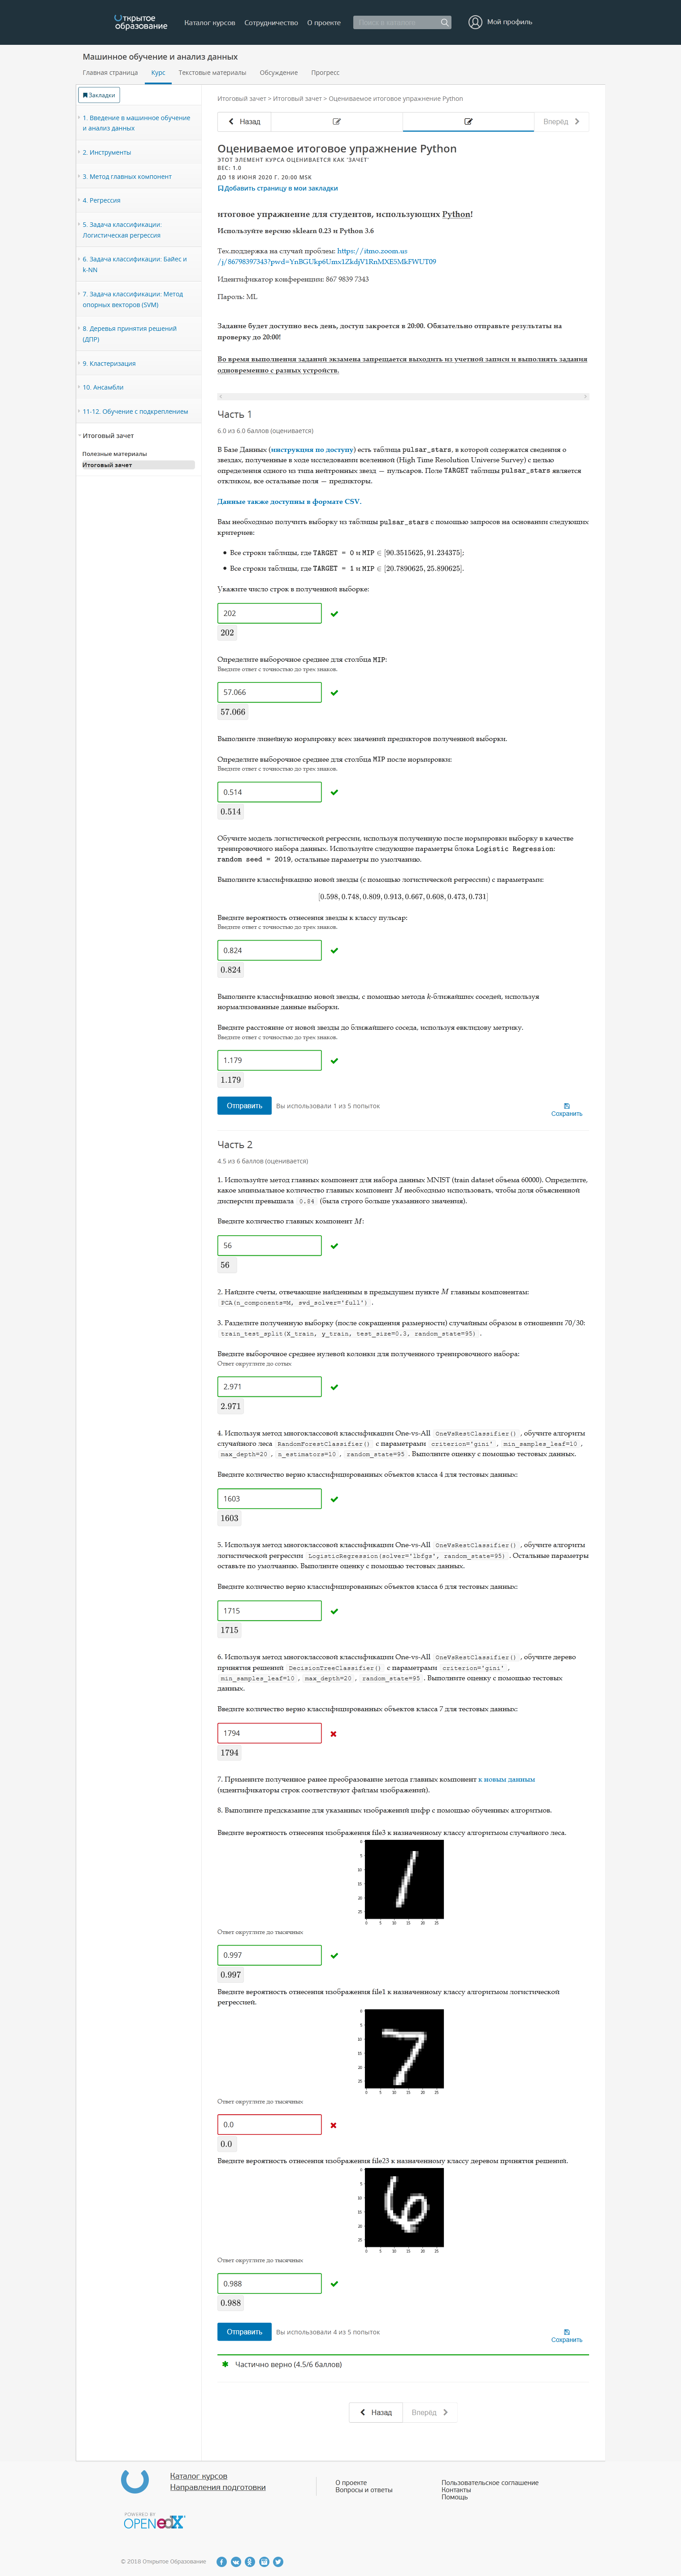 Открытое образование
Каталог курсов
Сотрудничество
О проекте
Поиск в каталоге
Мой профиль
Машинное обучение и анализ данных
Главная страница
Курс
Текстовые материалы
Обсуждение
Прогресс
Закладки
1. Введение в машинное обучение
и анализ данных
2. Инструменты
3. Метод главных компонент
4. Регрессия
5. Задача классификации:
Логистическая регрессия
6. Задача классификации: Байес и
k-NN
7. Задача классификации: Метод
опорных векторов (SVM)
8. Деревья принятия решений
(ДПР)
9. Кластеризация
10. Ансамбли
11-12. Обучение с подкреплением
Итоговый зачет
Полезные материалы
Итоговый зачет
Итоговый зачет > Итоговый зачет > Оцениваемое итоговое упражнение Python
Назад
Вперёд
Оцениваемое итоговое упражнение Python
ЭТОТ ЭЛЕМЕНТ КУРСА ОЦЕНИВАЕТСЯ КАК 'ЗАЧЕТ'
ВЕС: 1.0
ДО 18 ИЮНЯ 2020 Г. 20:00 MSK
Добавить страницу в мои закладки
итоговое упражнение для студентов, использующих Python!
Используйте версию sklearn 0.23 и Python 3.6
Тех.поддержка на случай проблем: https://itmo.zoom.us
/j/86798397343?pwd=YnBGUkp6Umx1ZkdjV1RnMXE5MkFWUT09
Идентификатор конференции: 867 9839 7343
Пароль: ML
Задание будет доступно весь день, доступ закроется в 20:00. Обязательно отправьте результаты на
проверку до 20:00!
Во время выполнения заданий экзамена запрещается выходить из учетной записи и выполнять задания
одновременно с разных устройств.
Часть 1
6.0 из 6.0 баллов (оценивается)
В Базе Данных (инструкция по доступу) есть таблица pulsar_stars, в которой содержатся сведения о
звездах, полученные в ходе исследования вселенной (High Time Resolution Universe Survey) с целью
определения одного из типа нейтронных звезд — пульсаров. Поле TARGET таблицы pulsar_stars является
откликом, все остальные поля — предикторы.
Данные также доступны в формате CSV.
Вам необходимо получить выборку из таблицы pulsar_stars с помощью запросов на основании следующих
критериев:
• Все строки таблицы, где TARGET = 0 и MIP ∈ [90.3515625, 91.234375];
• Все строки таблицы, где TARGET = 1 и MIP ∈ [20.7890625, 25.890625].
Укажите число строк в полученной выборке:
202
202
Определите выборочное среднее для столбца MIP:
Введите ответ с точностью до трех знаков.
57.066
57.066
Выполните линейную нормировку всех значений предикторов полученной выборки.
Определите выборочное среднее для столбца MIP после нормировки:
Введите ответ с точностью до трех знаков.
0.514
0.514
Обучите модель логистической регрессии, используя полученную после нормировки выборку в качестве
тренировочного набора данных. Используйте следующие параметры блока Logistic Regression:
random seed = 2019, остальные параметры по умолчанию.
Выполните классификацию новой звезды (с помощью логистической регрессии) с параметрами:
[0.598, 0.748, 0.809, 0.913, 0.667, 0.608, 0.473, 0.731]
Введите вероятность отнесения звезды к классу пульсар:
Введите ответ с точностью до трех знаков.
0.824
0.824
Выполните классификацию новой звезды, с помощью метода k-ближайших соседей, используя
нормализованные данные выборки.
Введите расстояние от новой звезды до ближайшего соседа, используя евклидову метрику.
Введите ответ с точностью до трех знаков.
1.179
1.179
Отправить
Вы использовали 1 из 5 попыток
Сохранить
Часть 2
4.5 из 6 баллов (оценивается)
1. Используйте метод главных компонент для набора данных MNIST (train dataset объема 60000). Определите,
какое минимальное количество главных компонент M необходимо использовать, чтобы доля объясненной
дисперсии превышала 0.84 (была строго больше указанного значения).
Введите количество главных компонент M:
56
56
2. Найдите счеты, отвечающие найденным в предыдущем пункте M главным компонентам:
PCA(n_components=M, svd_solver='full') .
3. Разделите полученную выборку (после сокращения размерности) случайным образом в отношении 70/30:
train_test_split(X_train, y_train, test_size=0.3, random_state=95) .
Введите выборочное среднее нулевой колонки для полученного тренировочного набора:
Ответ округлите до сотых
2.971
2.971
4. Используя метод многоклассовой классификации One-vs-All OneVsRestClassifier() , обучите алгоритм
случайного леса RandomForestClassifier() с параметрами criterion='gini' , min_samples_leaf=10 ,
max_depth=20 , n_estimators=10 , random_state=95 . Выполните оценку с помощью тестовых данных.
Введите количество верно классифицированных объектов класса 4 для тестовых данных:
1603
1603
5. Используя метод многоклассовой классификации One-vs-All OneVsRestClassifier() , обучите алгоритм
логистической регрессии LogisticRegression(solver='lbfgs', random_state=95) . Остальные параметры
оставьте по умолчанию. Выполните оценку с помощью тестовых данных.
Введите количество верно классифицированных объектов класса 6 для тестовых данных:
1715
1715
6. Используя метод многоклассовой классификации One-vs-All OneVsRestClassifier() , обучите дерево
принятия решений DecisionTreeClassifier() с параметрами criterion='gini' ,
min_samples_leaf=10 , max_depth=20 , random_state=95 . Выполните оценку с помощью тестовых
данных.
Введите количество верно классифицированных объектов класса 7 для тестовых данных:
1794
1794
7. Примените полученное ранее преобразование метода главных компонент к новым данным
(идентификаторы строк соответствуют файлам изображений).
8. Выполните предсказание для указанных изображений цифр с помощью обученных алгоритмов.
Введите вероятность отнесения изображения file3 к назначенному классу алгоритмом случайного леса.
0
5
10
15
20
25
0 5 10 15 20 25
Ответ округлите до тысячных
0.997
0.997
Введите вероятность отнесения изображения file1 к назначенному классу алгоритмом логистической
регрессией.
0
5
10
15
20
25
0 5 10 15 20 25
Ответ округлите до тысячных
0.0
0.0
Введите вероятность отнесения изображения file23 к назначенному классу деревом принятия решений.
0
5
10
15
20
25
0 5 10 15 20 25
Ответ округлите до тысячных
0.988
0.988
Отправить
Вы использовали 4 из 5 попыток
Сохранить
Частично верно (4.5/6 баллов)
Назад
Вперёд
Каталог курсов
Направления подготовки
О проекте
Вопросы и ответы
Пользовательское соглашение
Контакты
Помощь
POWERED BY
OPEN edX
© 2018 Открытое Образование